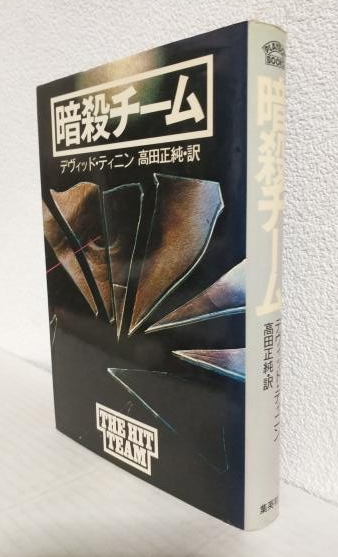 暗殺チーム
デヴィッド・ティニン 高田正純・訳
THE HIT
TEAM
PLAYBOY
BOOKS
暗殺チーム
デヴィッド・ティニン
高田正純・訳
集英社